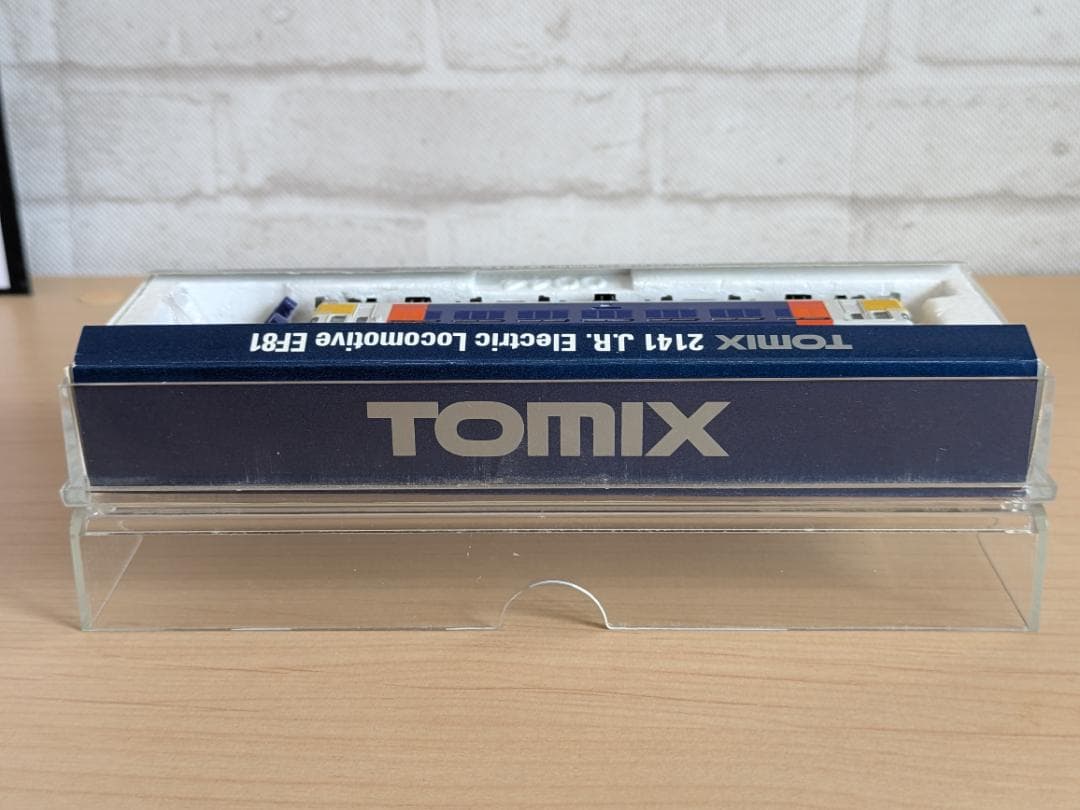 TOMIX 2141 J.R. Electric Locomotive EF81
TOMIX